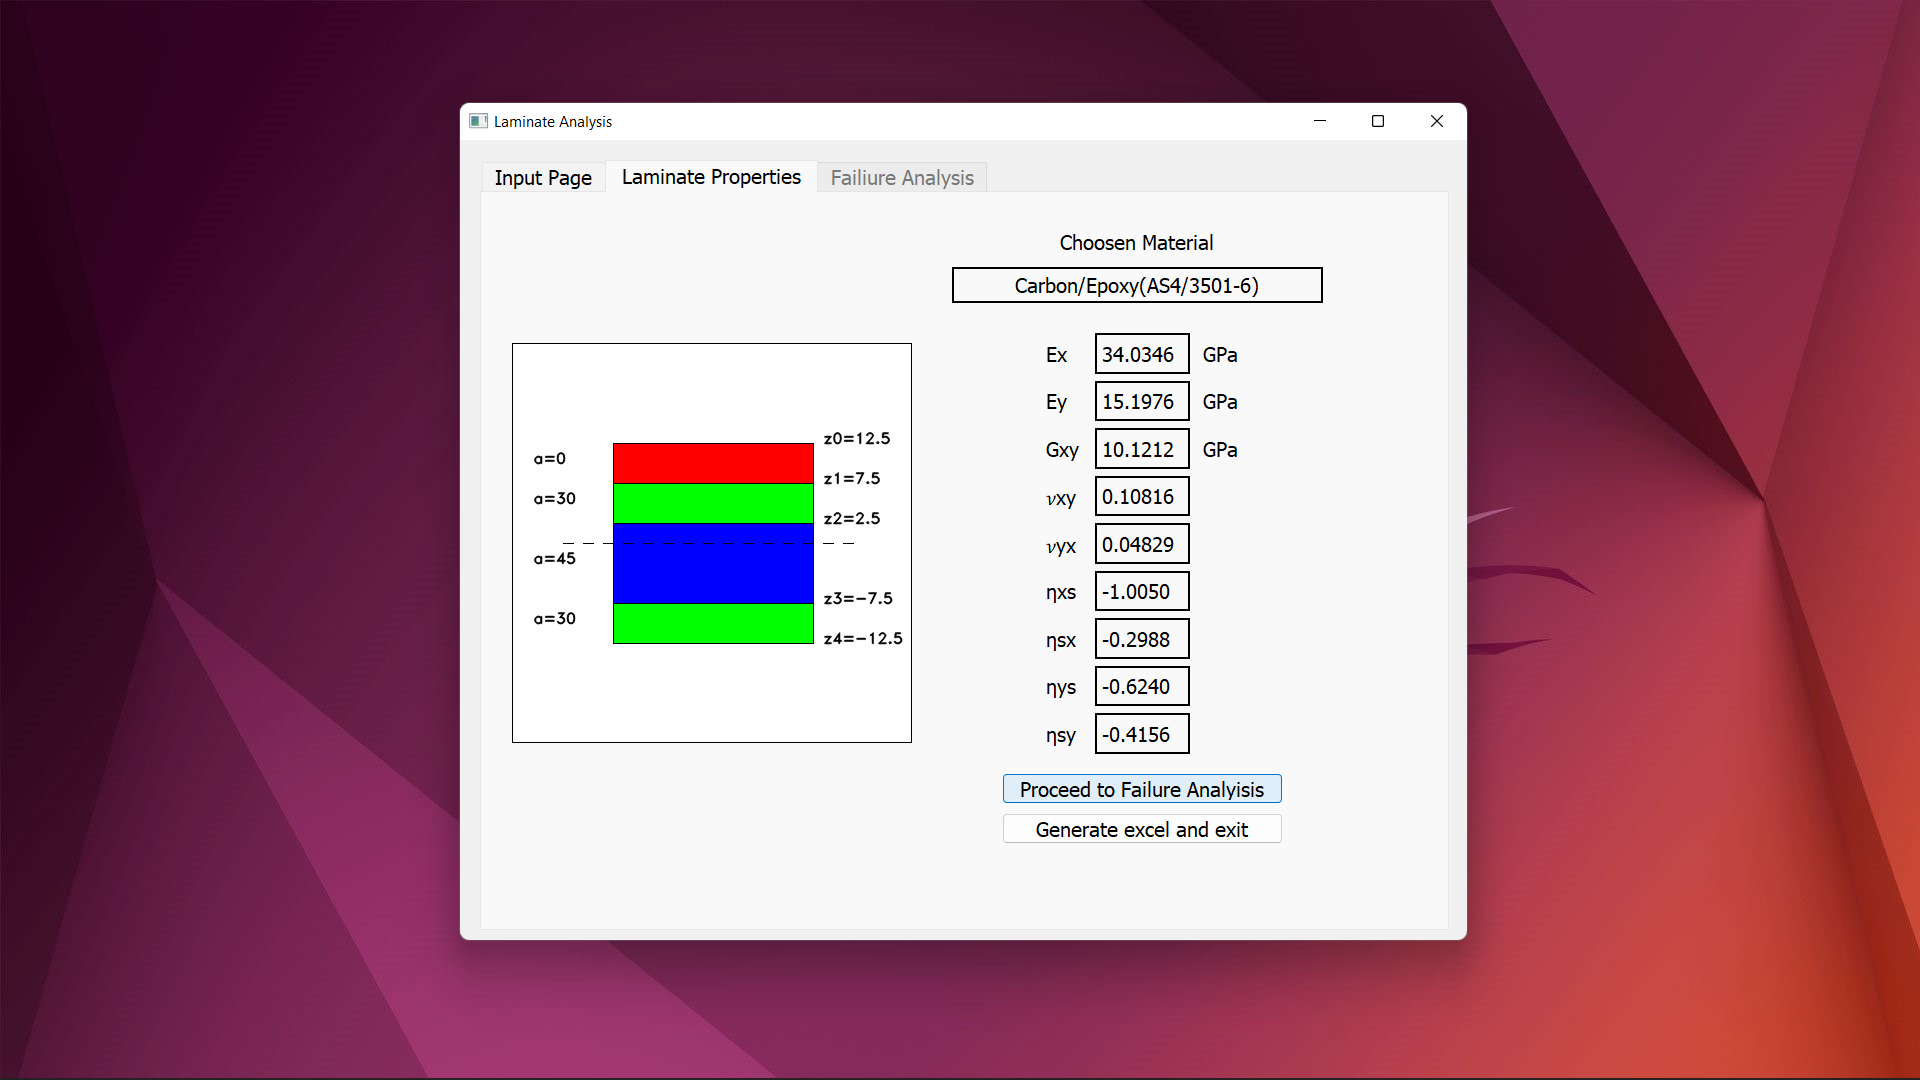 Laminate Analysis
Input Page
Laminate Properties
Failiure Analysis
Choosen Material
Carbon/Epoxy(AS4/3501-6)
a=0
a=30
a=45
a=30
z0=12.5
z1=7.5
z2=2.5
z3=-7.5
z4=-12.5
Ex 34.0346 GPa
Ey 15.1976 GPa
Gxy 10.1212 GPa
νxy 0.10816
νyx 0.04829
ηxs -1.0050
ηsx -0.2988
ηys -0.6240
ηsy -0.4156
Proceed to Failure Analyisis
Generate excel and exit